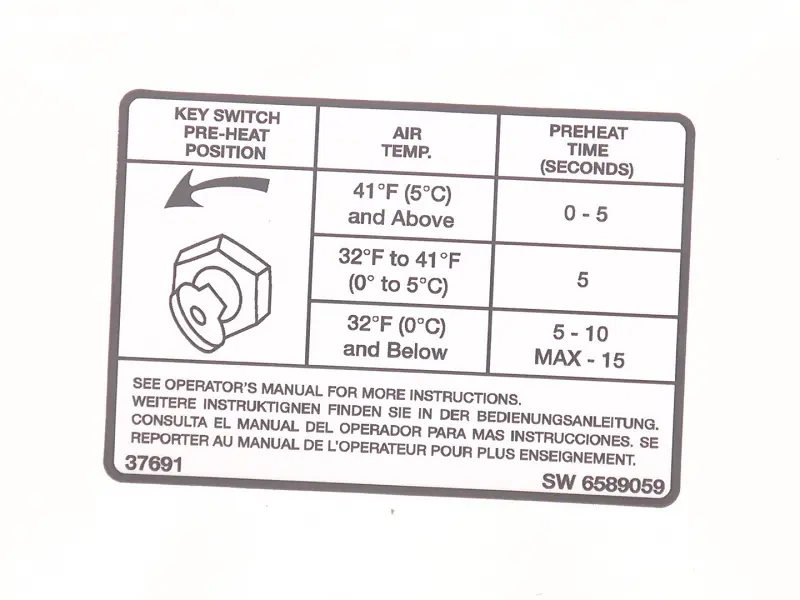 KEY SWITCH
PRE-HEAT
POSITION
AIR
TEMP.
PREHEAT
TIME
(SECONDS)
41°F (5°C)
and Above
0 - 5
32°F to 41°F
(0° to 5°C)
5
32°F (0°C)
and Below
5 - 10
MAX - 15
SEE OPERATOR'S MANUAL FOR MORE INSTRUCTIONS.
WEITERE INSTRUKTIGNEN FINDEN SIE IN DER BEDIENUNGSANLEITUNG.
CONSULTA EL MANUAL DEL OPERADOR PARA MAS INSTRUCCIONES. SE
REPORTER AU MANUAL DE L'OPERATEUR POUR PLUS ENSEIGNEMENT.
37691
SW 6589059